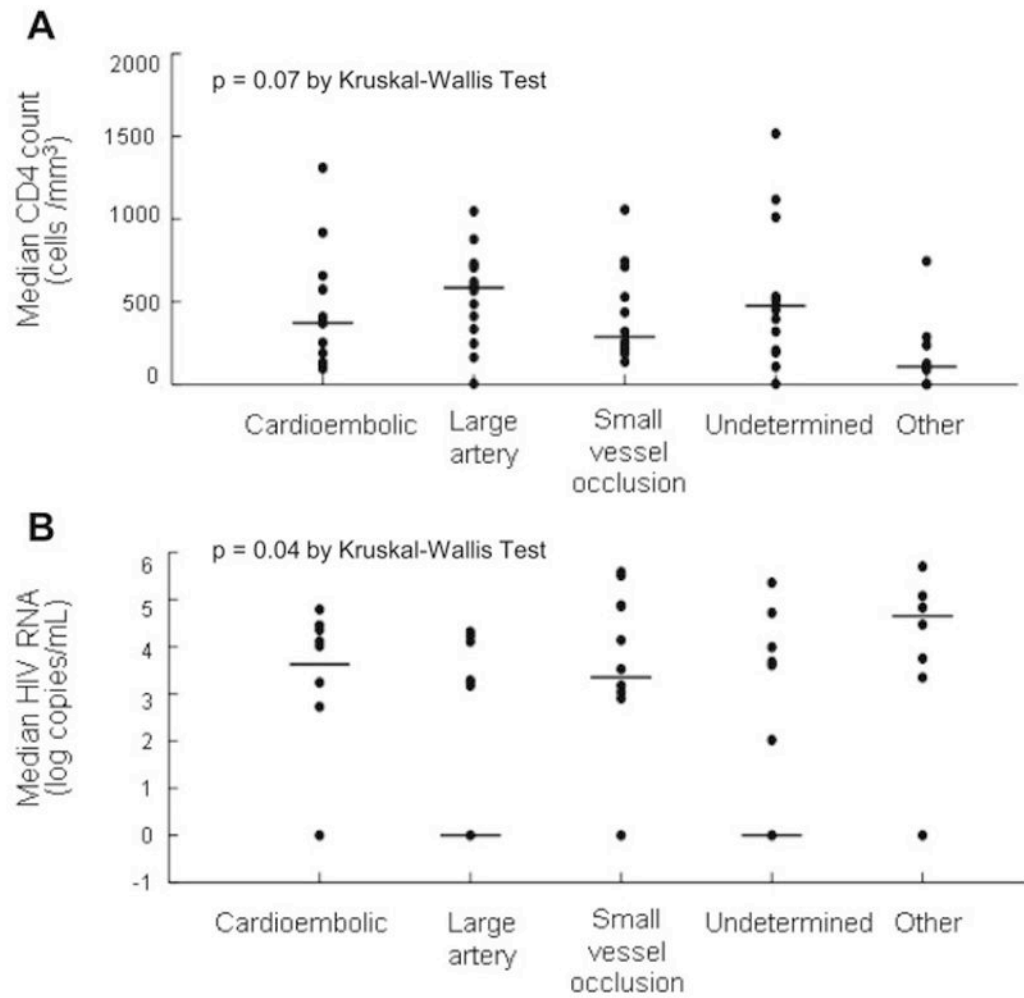 A
p = 0.07 by Kruskal-Wallis Test
Median CD4 count
(cells /mm³)
2000
1500
1000
500
0
Cardioembolic
Large
artery
Small
vessel
occlusion
Undetermined
Other
B
p = 0.04 by Kruskal-Wallis Test
Median HIV RNA
(log copies/mL)
6
5
4
3
2
1
0
-1
Cardioembolic
Large
artery
Small
vessel
occlusion
Undetermined
Other